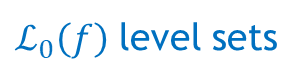 ℒ₀(𝑓) level sets